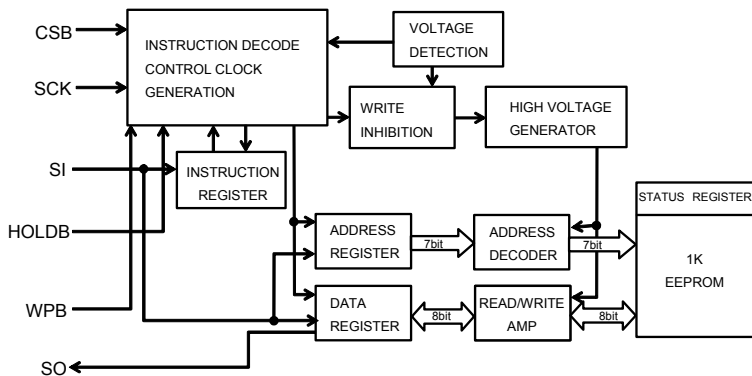 CSB
SCK
SI
HOLDB
WPB
SO
INSTRUCTION DECODE
CONTROL CLOCK
GENERATION
VOLTAGE
DETECTION
WRITE
INHIBITION
HIGH VOLTAGE
GENERATOR
INSTRUCTION
REGISTER
ADDRESS
REGISTER
7bit
ADDRESS
DECODER
7bit
DATA
REGISTER
8bit
READ/WRITE
AMP
8bit
STATUS REGISTER
1K
EEPROM